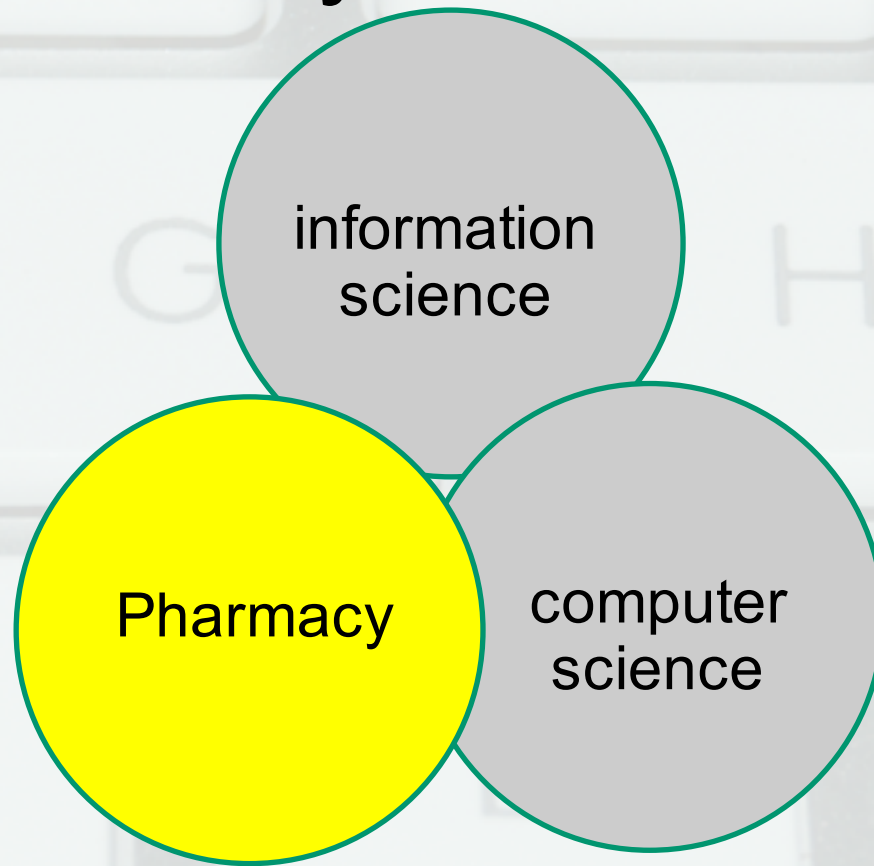 information
science
Pharmacy
computer
science
G
H